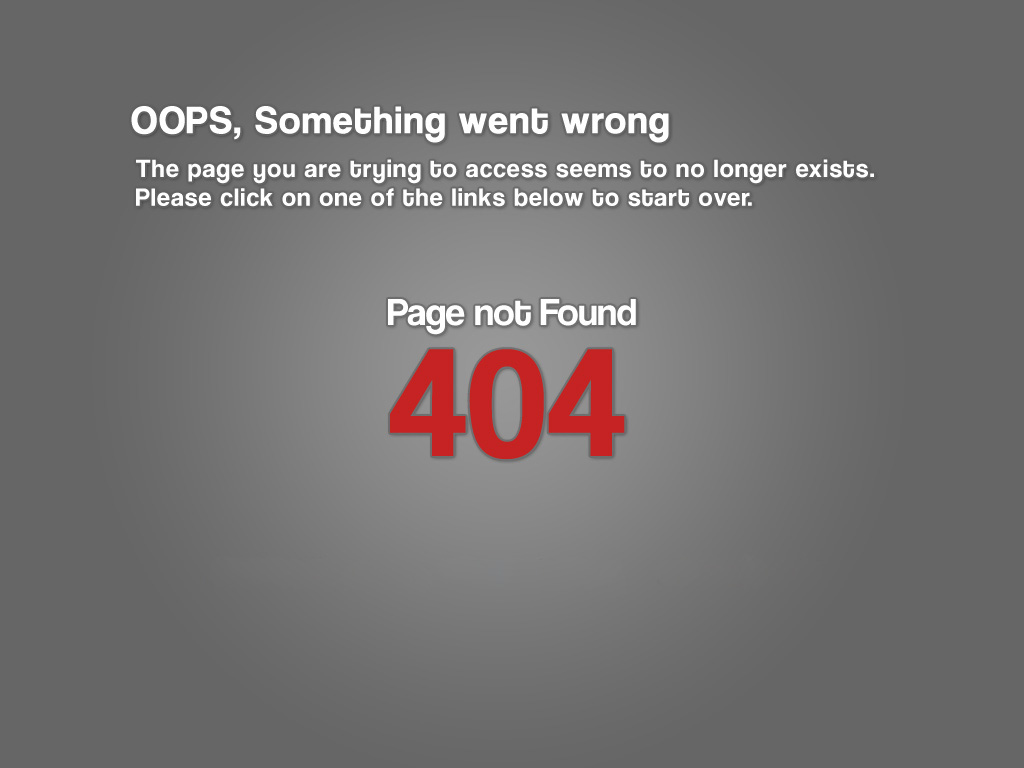 OOPS, Something went wrong
The page you are trying to access seems to no longer exists.
Please click on one of the links below to start over.
Page not Found
404